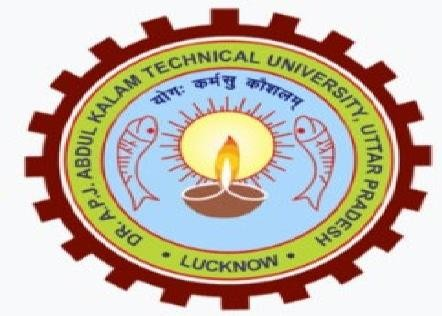 DR. A.P.J. ABDUL KALAM TECHNICAL UNIVERSITY, UTTAR PRADESH
योगः कर्मसु कौशलम्
• LUCKNOW •